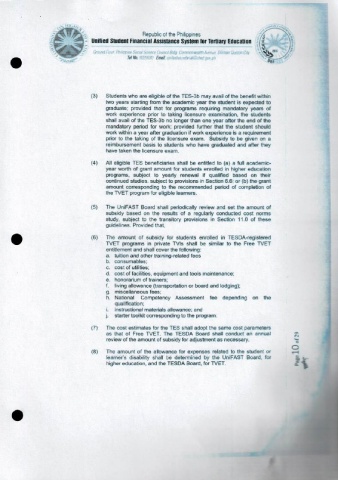 Republic of the Philippines
Unified Student Financial Assistance System for Tertiary Education
(3) Students who are eligible of the TES-3b may avail of the benefit within
two years starting from the academic year the student is expected to
graduate; provided that for programs requiring mandatory years of
work experience prior to taking licensure examination, the students
shall avail of the TES-3b no longer than one year after the end of the
mandatory period for work; provided further that the student should
work within a year after graduation if work experience is a requirement
prior to the taking of the licensure exam. Subsidy to be given on a
reimbursement basis to students who have graduated and after they
have taken the licensure exam.
(4) All eligible TES beneficiaries shall be entitled to (a) a full academic-
year worth of grant amount for students enrolled in higher education
programs, subject to yearly renewal if qualified based on their
continued studies, subject to provisions in Section 8.6; or (b) the grant
amount corresponding to the recommended period of completion of
the TVET program for eligible learners.
(5) The UniFAST Board shall periodically review and set the amount of
subsidy based on the results of a regularly conducted cost norms
study, subject to the transitory provisions in Section 11.0 of these
guidelines. Provided that,
(6) The amount of subsidy for students enrolled in TESDA-registered
TVET programs in private TVIs shall be similar to the Free TVET
entitlement and shall cover the following:
a. tuition and other training-related fees
b. consumables;
c. cost of utilities;
d. cost of facilities, equipment and tools maintenance;
e. honorarium of trainers;
f. living allowance (transportation or board and lodging);
g. miscellaneous fees;
h. National Competency Assessment fee depending on the
qualification;
i. instructional materials allowance; and
j. starter toolkit corresponding to the program.
(7) The cost estimates for the TES shall adopt the same cost parameters
as that of Free TVET. The TESDA Board shall conduct an annual
review of the amount of subsidy for adjustment as necessary.
(8) The amount of the allowance for expenses related to the student or
learner's disability shall be determined by the UniFAST Board, for
higher education, and the TESDA Board, for TVET.
Page 10 of 29